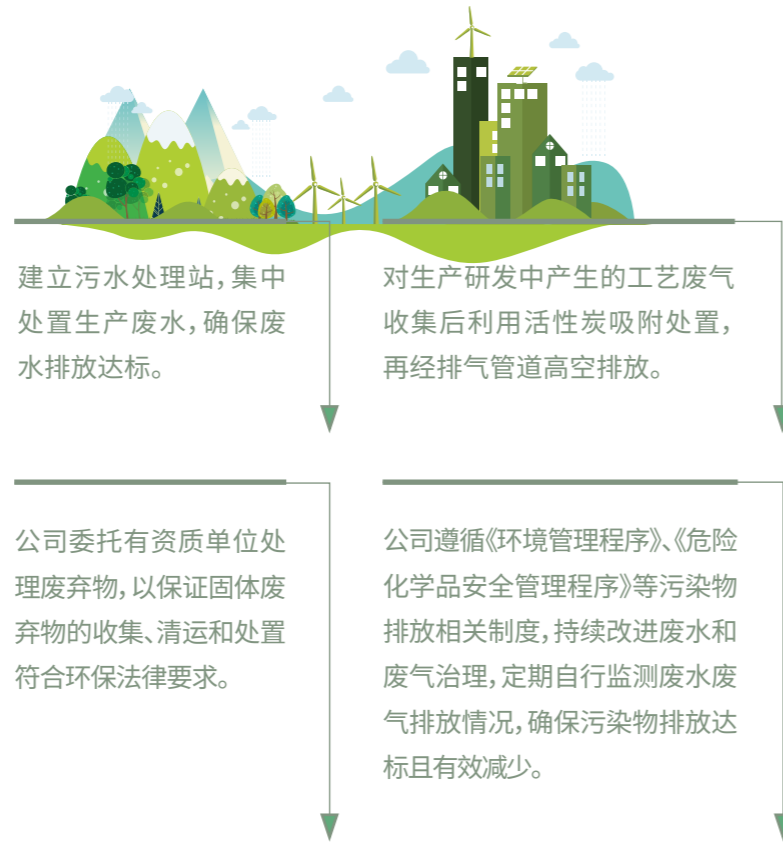 建立污水处理站，集中
处置生产废水，确保废
水排放达标。
对生产研发中产生的工艺废气
收集后利用活性炭吸附处置，
再经排气管道高空排放。
公司委托有资质单位处
理废弃物，以保证固体废
弃物的收集、清运和处置
符合环保法律要求。
公司遵循《环境管理程序》、《危险
化学品安全管理程序》等污染物
排放相关制度，持续改进废水和
废气治理，定期自行监测废水废
气排放情况，确保污染物排放达
标且有效减少。